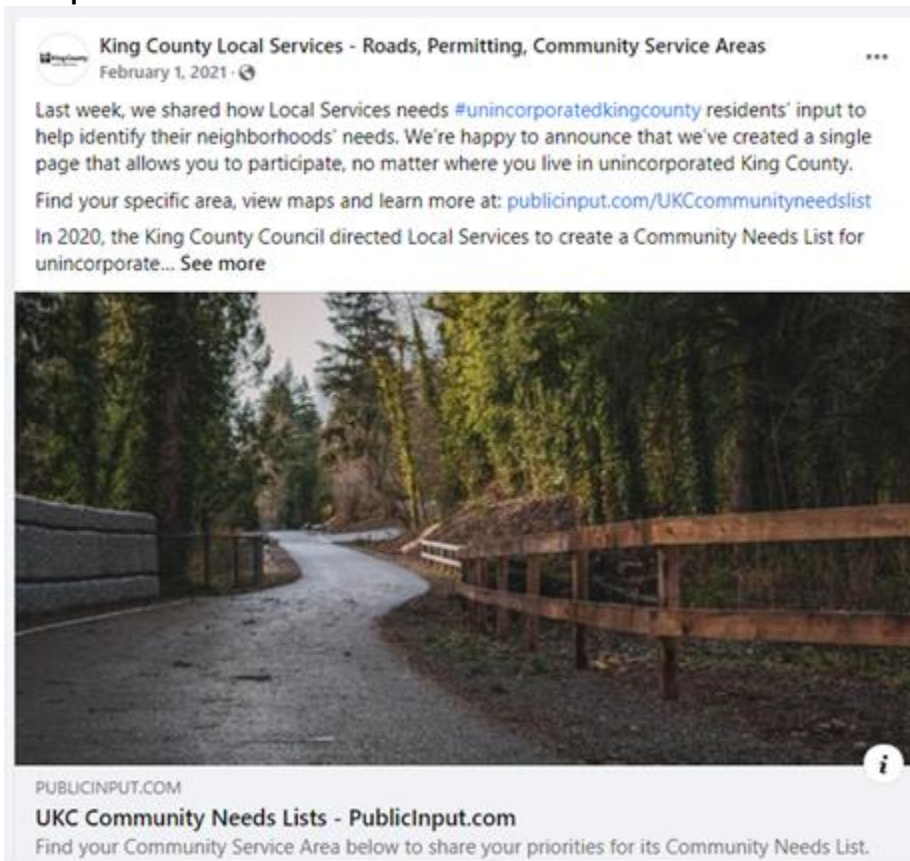 King County Local Services - Roads, Permitting, Community Service Areas
February 1, 2021 ·
Last week, we shared how Local Services needs #unincorporatedkingcounty residents' input to
help identify their neighborhoods' needs. We're happy to announce that we've created a single
page that allows you to participate, no matter where you live in unincorporated King County.
Find your specific area, view maps and learn more at: publicinput.com/UKCcommunityneedslist
In 2020, the King County Council directed Local Services to create a Community Needs List for
unincorporate... See more
i
PUBLICINPUT.COM
UKC Community Needs Lists - PublicInput.com
Find your Community Service Area below to share your priorities for its Community Needs List.